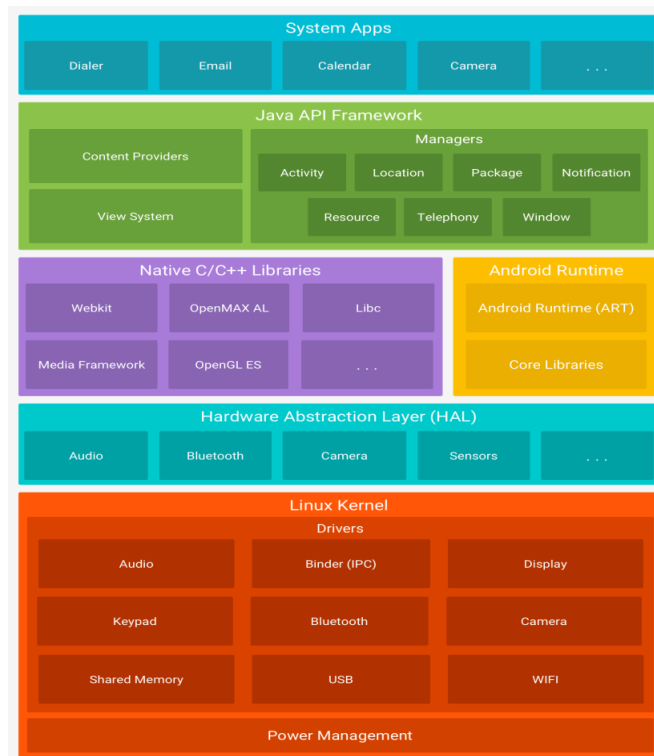 System Apps
Dialer Email Calendar Camera . . .
Java API Framework
Content Providers
View System
Managers
Activity Location Package Notification
Resource Telephony Window
Native C/C++ Libraries
Webkit OpenMAX AL Libc
Media Framework OpenGL ES . . .
Android Runtime
Android Runtime (ART)
Core Libraries
Hardware Abstraction Layer (HAL)
Audio Bluetooth Camera Sensors . . .
Linux Kernel
Drivers
Audio Binder (IPC) Display
Keypad Bluetooth Camera
Shared Memory USB WIFI
Power Management